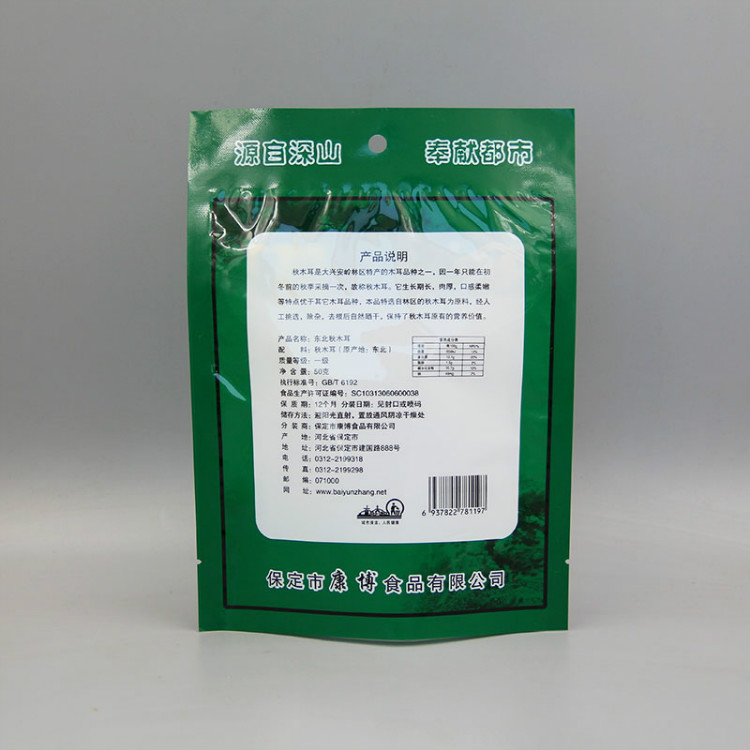 源自深山 奉献都市
产品说明
秋木耳是大兴安岭林区特产的木耳品种之一，因一年只能在初
冬前的秋季采摘一次，故称秋木耳。它生长期长，肉厚，口感柔嫩
等特点优于其它木耳品种，本品特选自林区的秋木耳为原料，经人
工挑选，除杂，去根后自然晒干，保持了秋木耳原有的营养价值。
产品名称：东北秋木耳
配 料：秋木耳（原产地：东北）
质量等级：一级
净 含 量：50克
执行标准号：GB/T 6192
食品生产许可证编号：SC10313060600038
保 质 期：12个月 分装日期：见封口或喷码
储存方法：避阳光直射，置放通风阴凉干燥处
分 装 商：保定市康博食品有限公司
产 地：河北省保定市
地 址：河北省保定市建国路688号
电 话：0312-2199318
传 真：0312-2199298
邮 编：071000
网 址：www.baiyunzhang.net
6 937822 781197
保定市康博食品有限公司